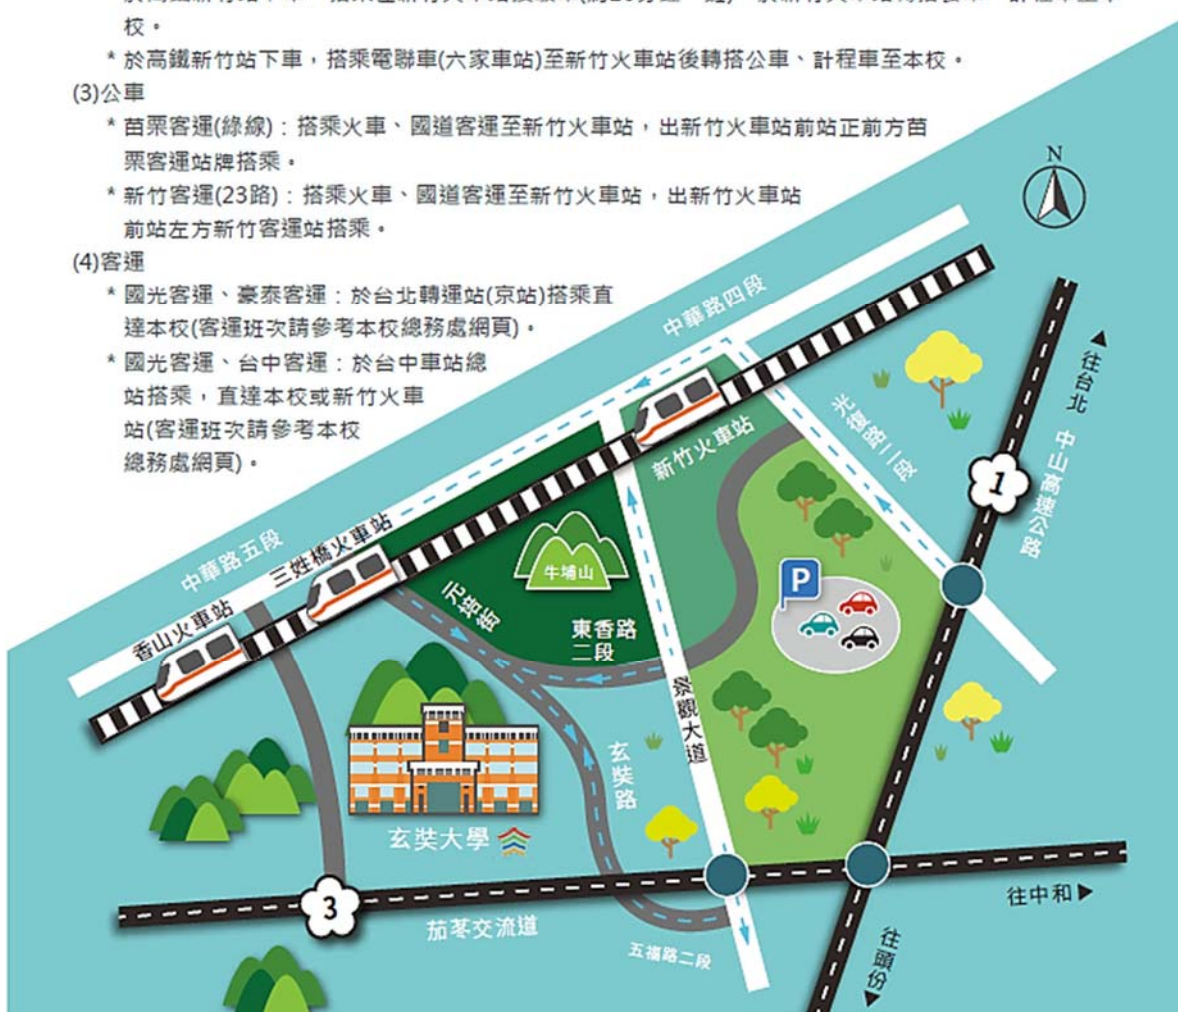 校。
* 於高鐵新竹站下車，搭乘電聯車(六家車站)至新竹火車站後轉搭公車、計程車至本校。
(3)公車
* 苗栗客運(綠線)：搭乘火車、國道客運至新竹火車站，出新竹火車站前站正前方苗
栗客運站牌搭乘。
* 新竹客運(23路)：搭乘火車、國道客運至新竹火車站，出新竹火車站
前站左方新竹客運站搭乘。
(4)客運
* 國光客運、豪泰客運：於台北轉運站(京站)搭乘直
達本校(客運班次請參考本校總務處網頁)。
* 國光客運、台中客運：於台中車站總
站搭乘，直達本校或新竹火車
站(客運班次請參考本校
總務處網頁)。
N
中華路四段
往台北
中山高速公路
1
光復路二段
新竹火車站
中華路五段
三姓橋火車站
香山火車站
牛埔山
元培街
東香路
二段
P
景觀大道
玄奘路
玄奘大學
3
茄苳交流道
五福路二段
往中和
往頭份